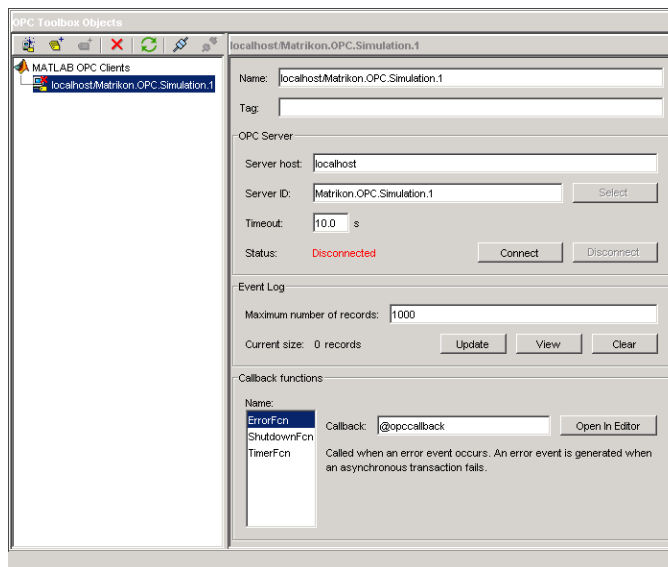 OPC Toolbox Objects
localhost/Matrikon.OPC.Simulation.1
MATLAB OPC Clients
localhost/Matrikon.OPC.Simulation.1
Name: localhost/Matrikon.OPC.Simulation.1
Tag:
OPC Server
Server host: localhost
Server ID: Matrikon.OPC.Simulation.1 Select
Timeout: 10.0 s
Status: Disconnected Connect Disconnect
Event Log
Maximum number of records: 1000
Current size: 0 records Update View Clear
Callback functions
Name:
ErrorFcn
ShutdownFcn
TimerFcn
Callback: @opccallback Open In Editor
Called when an error event occurs. An error event is generated when
an asynchronous transaction fails.